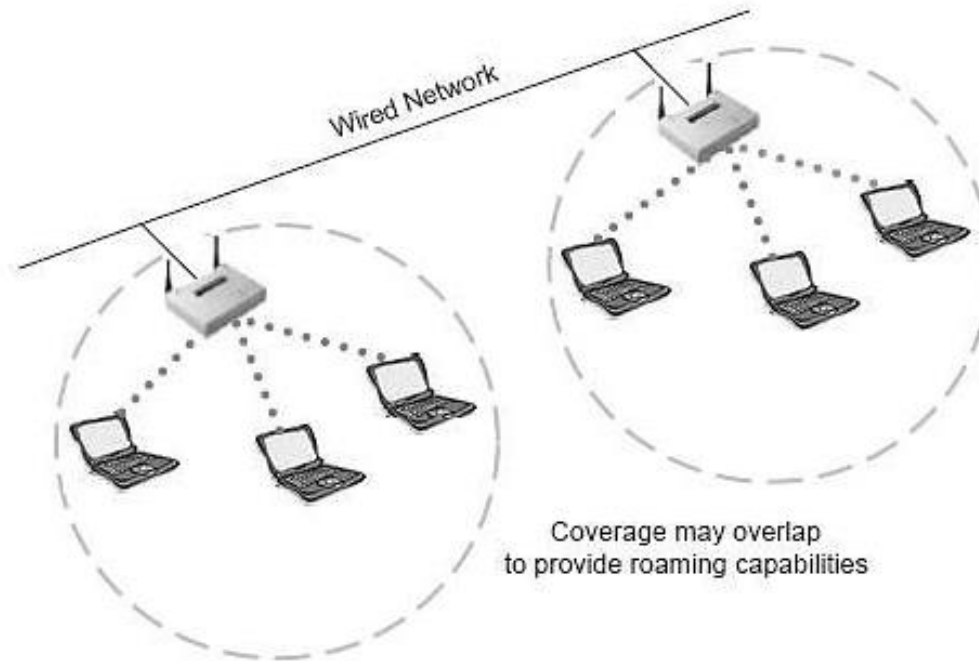 Wired Network
Coverage may overlap
to provide roaming capabilities